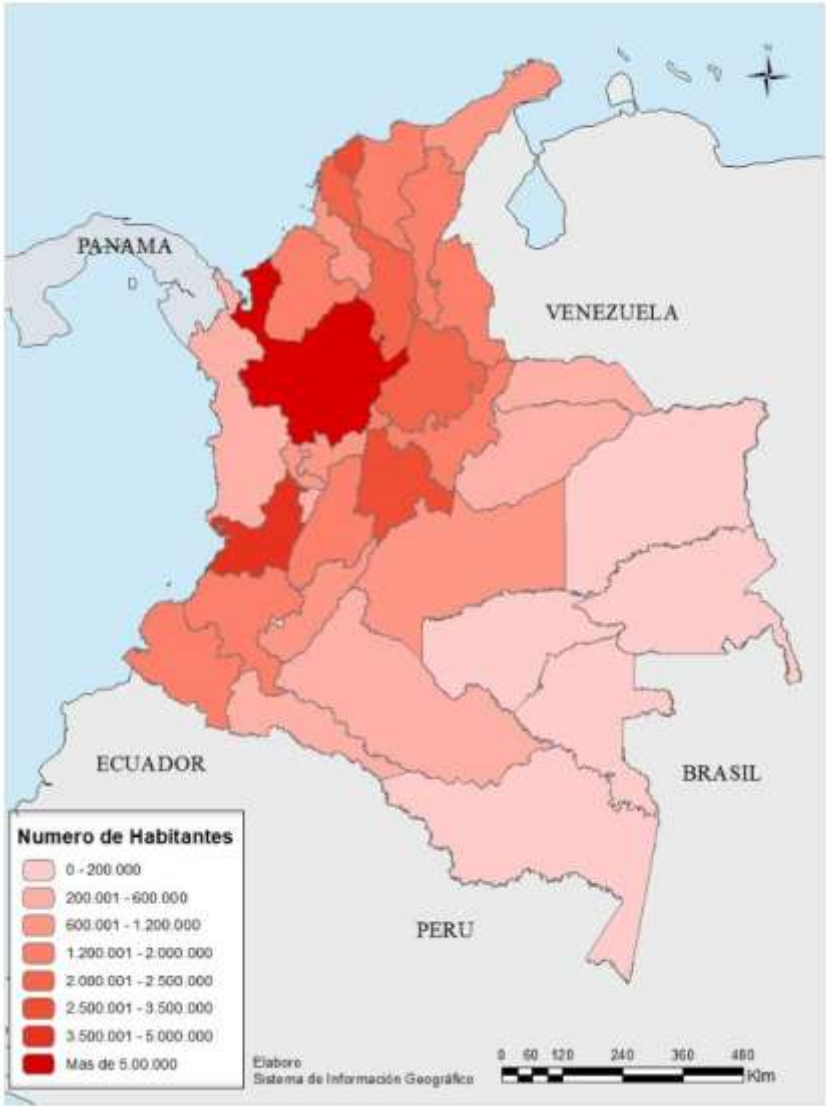 N
PANAMA
VENEZUELA
ECUADOR
BRASIL
PERU
Numero de Habitantes
0 - 200.000
200.001 - 600.000
600.001 - 1.200.000
1.200.001 - 2.000.000
2.000.001 - 2.500.000
2.500.001 - 3.500.000
3.500.001 - 5.000.000
Mas de 5.00.000
Elaboro
Sistema de Información Geográfico
0 60 120 240 360 480
Klm